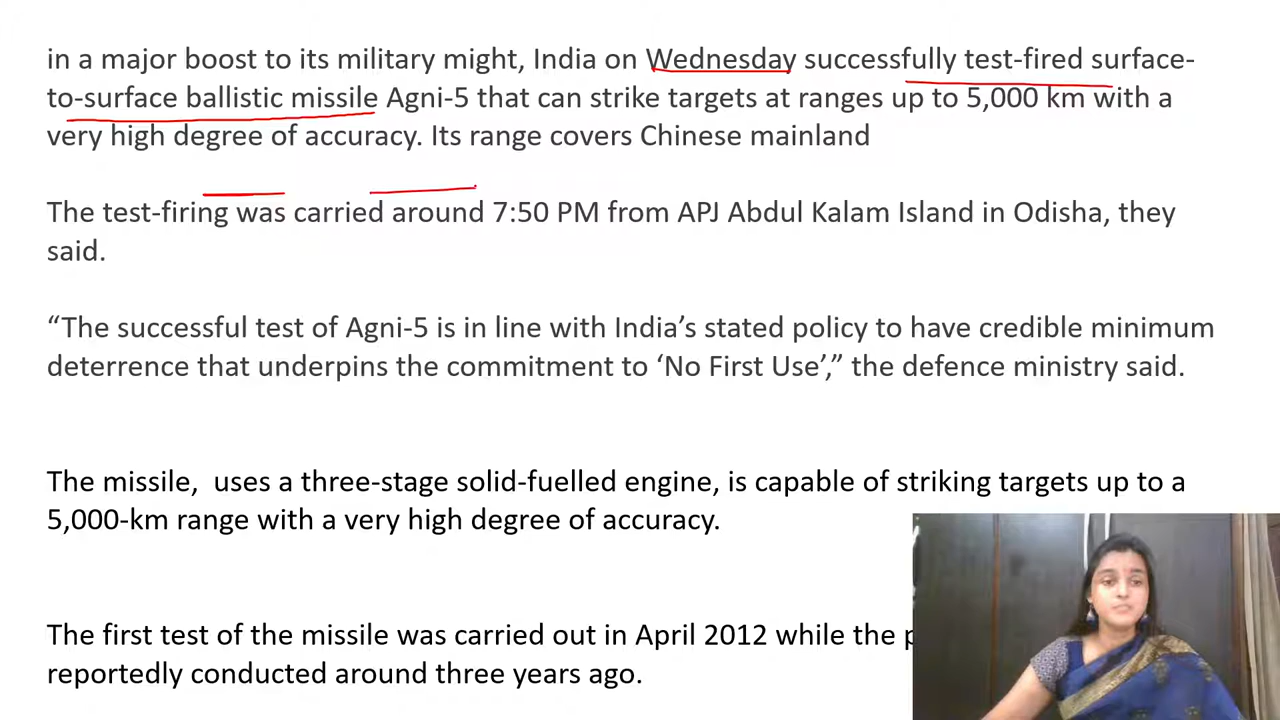 in a major boost to its military might, India on Wednesday successfully test-fired surface-
to-surface ballistic missile Agni-5 that can strike targets at ranges up to 5,000 km with a
very high degree of accuracy. Its range covers Chinese mainland
The test-firing was carried around 7:50 PM from APJ Abdul Kalam Island in Odisha, they
said.
“The successful test of Agni-5 is in line with India’s stated policy to have credible minimum
deterrence that underpins the commitment to ‘No First Use’,” the defence ministry said.
The missile,  uses a three-stage solid-fuelled engine, is capable of striking targets up to a
5,000-km range with a very high degree of accuracy.
The first test of the missile was carried out in April 2012 while the
reportedly conducted around three years ago.